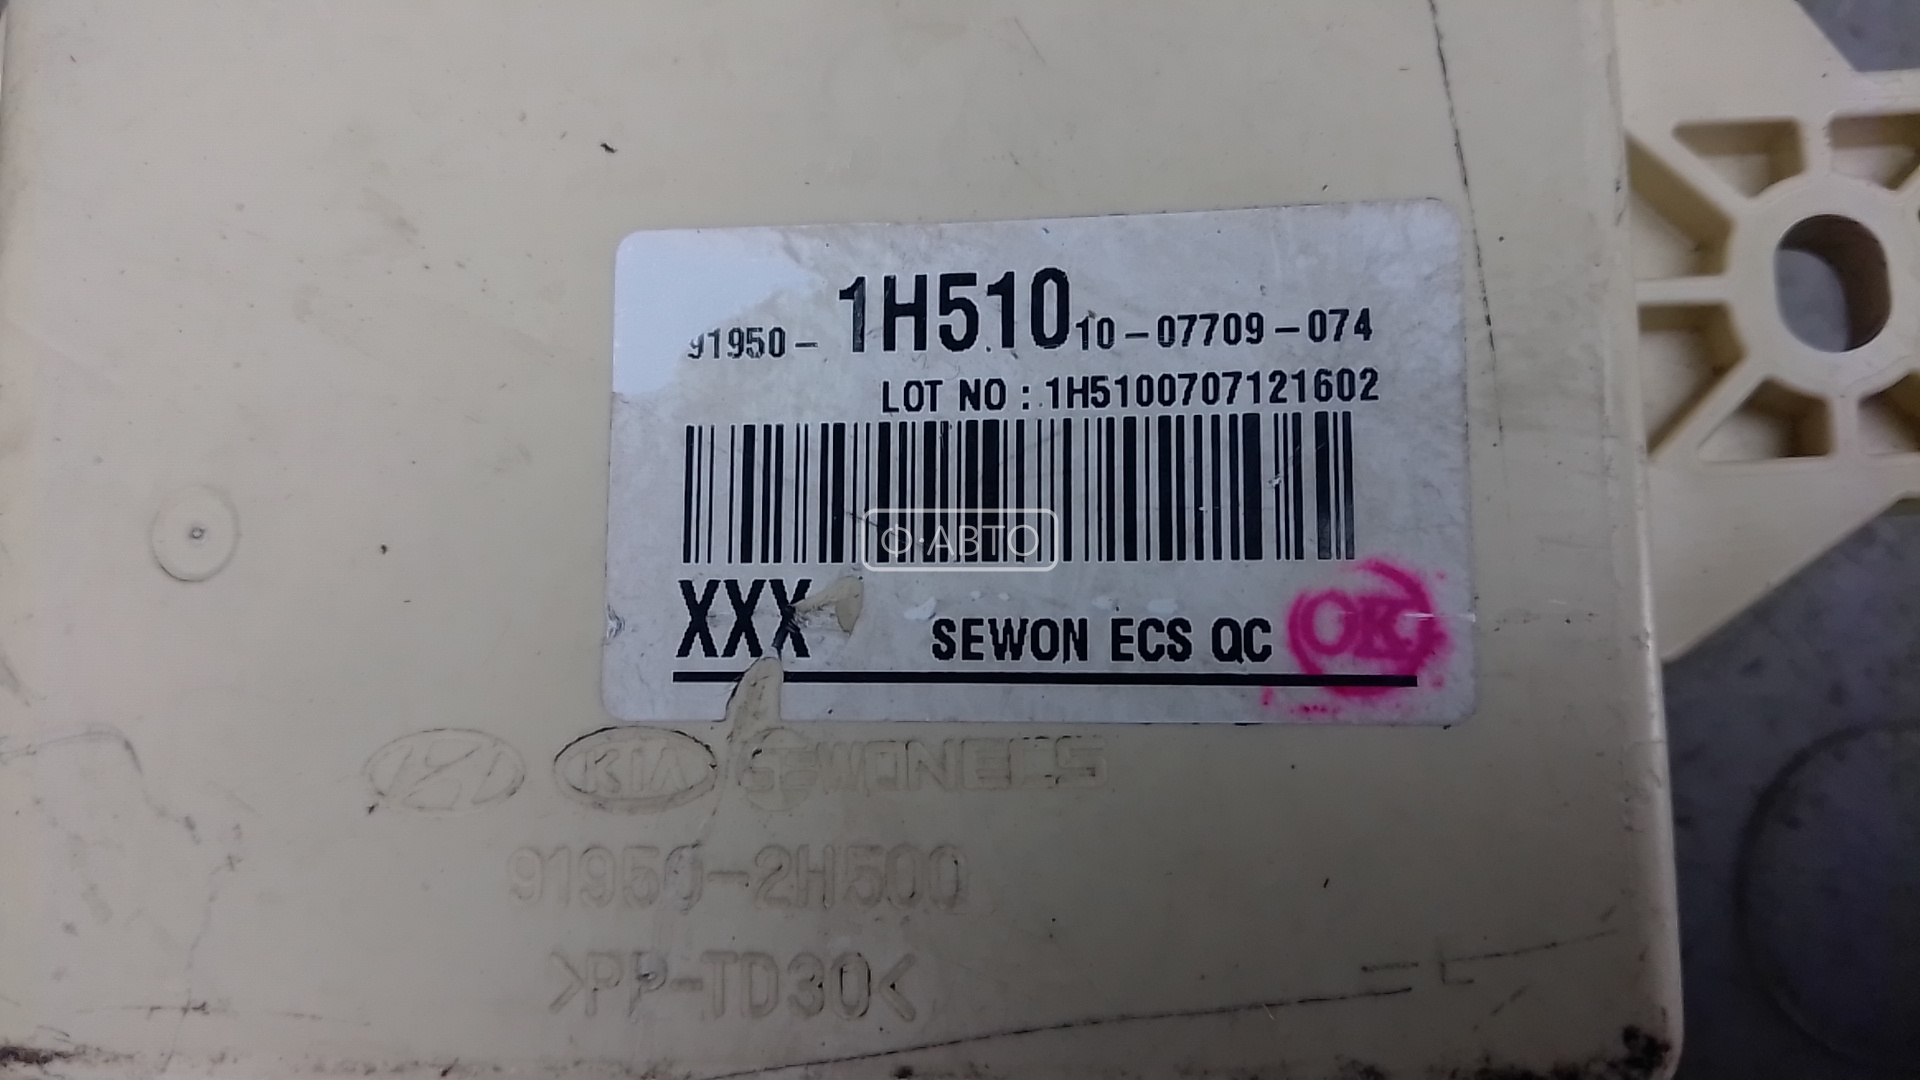 91950- 1H510 10-07709-074
LOT NO : 1H5100707121602
Ф·АВТО
XXX
SEWON ECS QC
OK
KIA SEWONECS
91950-2H500
>PP-TD30<